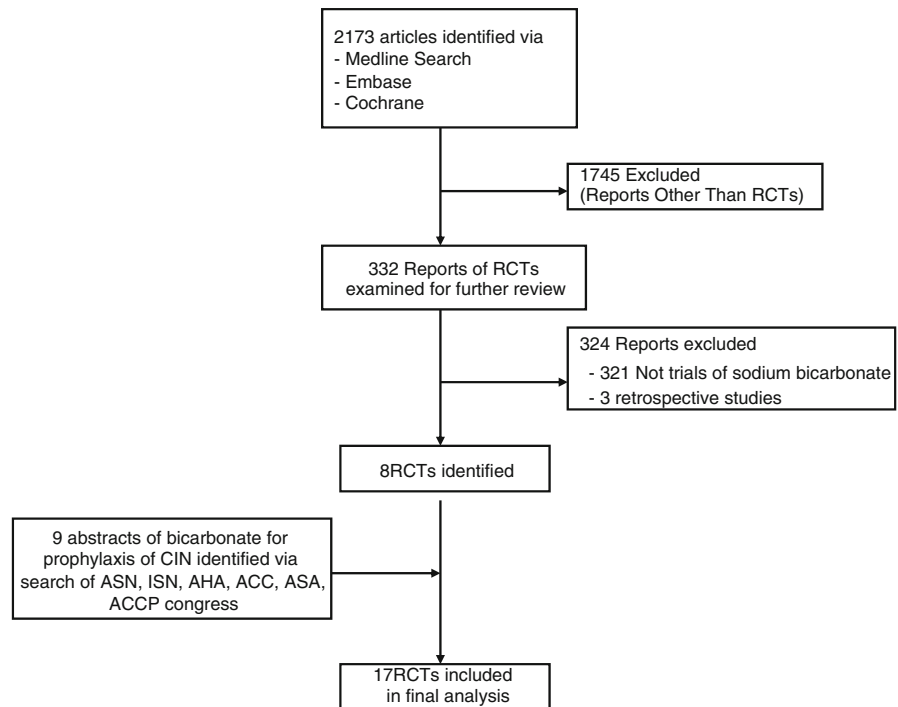 2173 articles identified via
- Medline Search
- Embase
- Cochrane
1745 Excluded
(Reports Other Than RCTs)
332 Reports of RCTs
examined for further review
324 Reports excluded
- 321 Not trials of sodium bicarbonate
- 3 retrospective studies
8RCTs identified
9 abstracts of bicarbonate for
prophylaxis of CIN identified via
search of ASN, ISN, AHA, ACC, ASA,
ACCP congress
17RCTs included
in final analysis